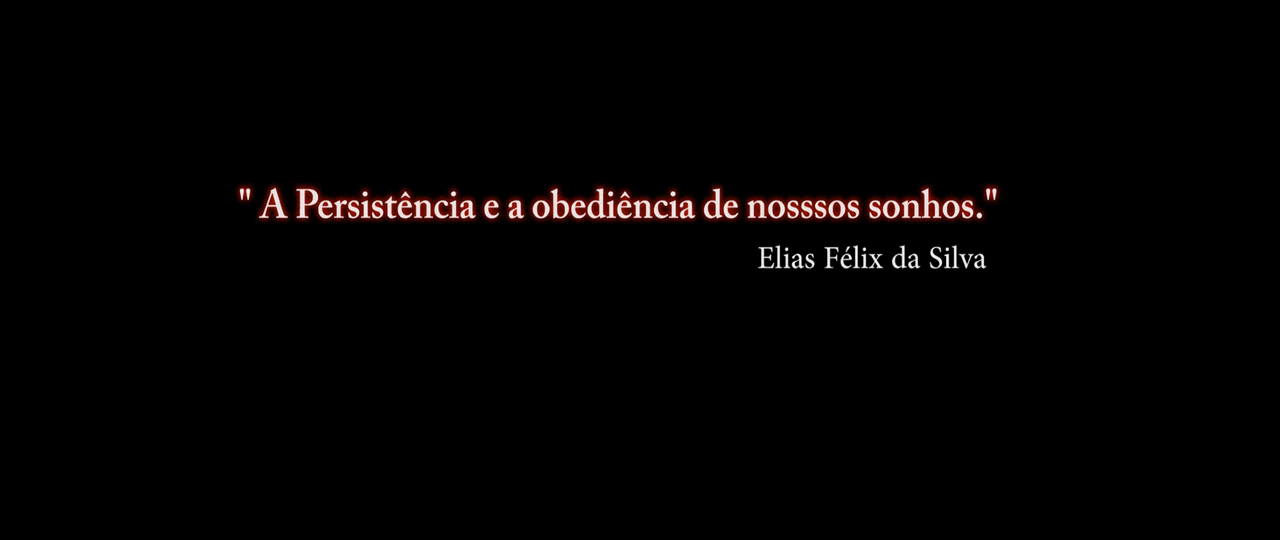 " A Persistência e a obediência de nosssos sonhos."
Elias Félix da Silva